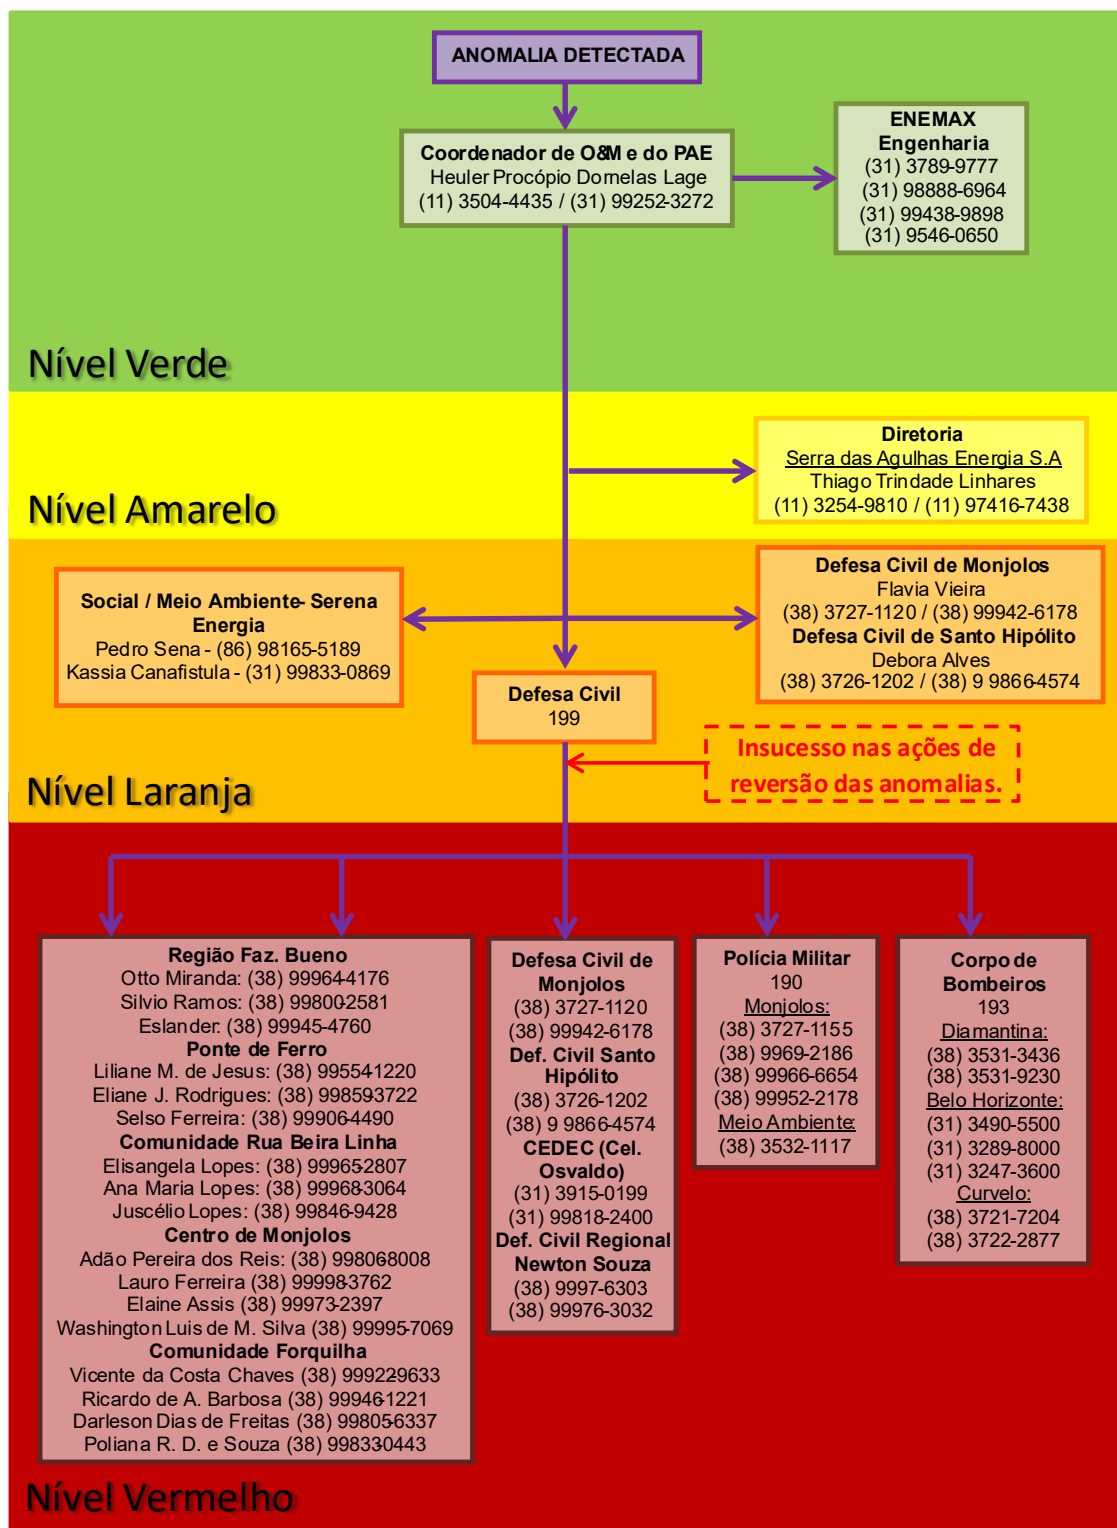 ANOMALIA DETECTADA
Coordenador de O&M e do PAE
Heuler Procópio Dornelas Lage
(11) 3504-4435 / (31) 99252-3272
ENEMAX
Engenharia
(31) 3789-9777
(31) 98888-6964
(31) 99438-9898
(31) 9546-0650
Nível Verde
Diretoria
Serra das Agulhas Energia S.A
Thiago Trindade Linhares
(11) 3254-9810 / (11) 97416-7438
Nível Amarelo
Social / Meio Ambiente- Serena
Energia
Pedro Sena - (86) 98165-5189
Kassia Canafistula - (31) 99833-0869
Defesa Civil de Monjolos
Flavia Vieira
(38) 3727-1120 / (38) 99942-6178
Defesa Civil de Santo Hipólito
Debora Alves
(38) 3726-1202 / (38) 9 9866-4574
Defesa Civil
199
Insucesso nas ações de
reversão das anomalias.
Nível Laranja
Região Faz. Bueno
Otto Miranda: (38) 99964-4176
Silvio Ramos: (38) 99800-2581
Eslander: (38) 99945-4760
Ponte de Ferro
Liliane M. de Jesus: (38) 99554-1220
Eliane J. Rodrigues: (38) 99859-3722
Selso Ferreira: (38) 99906-4490
Comunidade Rua Beira Linha
Elisangela Lopes: (38) 99965-2807
Ana Maria Lopes: (38) 99968-3064
Juscélio Lopes: (38) 99846-9428
Centro de Monjolos
Adão Pereira dos Reis: (38) 99806-8008
Lauro Ferreira (38) 99998-3762
Elaine Assis (38) 99973-2397
Washington Luis de M. Silva (38) 99995-7069
Comunidade Forquilha
Vicente da Costa Chaves (38) 99922-9633
Ricardo de A. Barbosa (38) 99946-1221
Darleson Dias de Freitas (38) 99805-6337
Poliana R. D. e Souza (38) 99833-0443
Defesa Civil de
Monjolos
(38) 3727-1120
(38) 99942-6178
Def. Civil Santo
Hipólito
(38) 3726-1202
(38) 9 9866-4574
CEDEC (Cel.
Osvaldo)
(31) 3915-0199
(31) 99818-2400
Def. Civil Regional
Newton Souza
(38) 9997-6303
(38) 99976-3032
Polícia Militar
190
Monjolos:
(38) 3727-1155
(38) 9969-2186
(38) 99966-6654
(38) 99952-2178
Meio Ambiente:
(38) 3532-1117
Corpo de
Bombeiros
193
Diamantina:
(38) 3531-3436
(38) 3531-9230
Belo Horizonte:
(31) 3490-5500
(31) 3289-8000
(31) 3247-3600
Curvelo:
(38) 3721-7204
(38) 3722-2877
Nível Vermelho